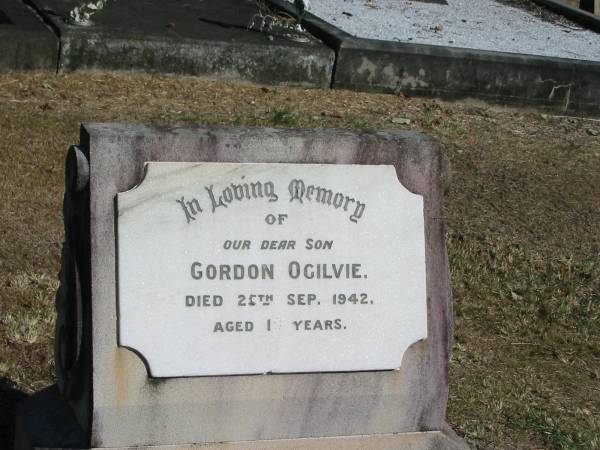 In Loving Memory
OF
OUR DEAR SON
GORDON OGILVIE.
DIED SEP. 1942.
AGED YEARS.